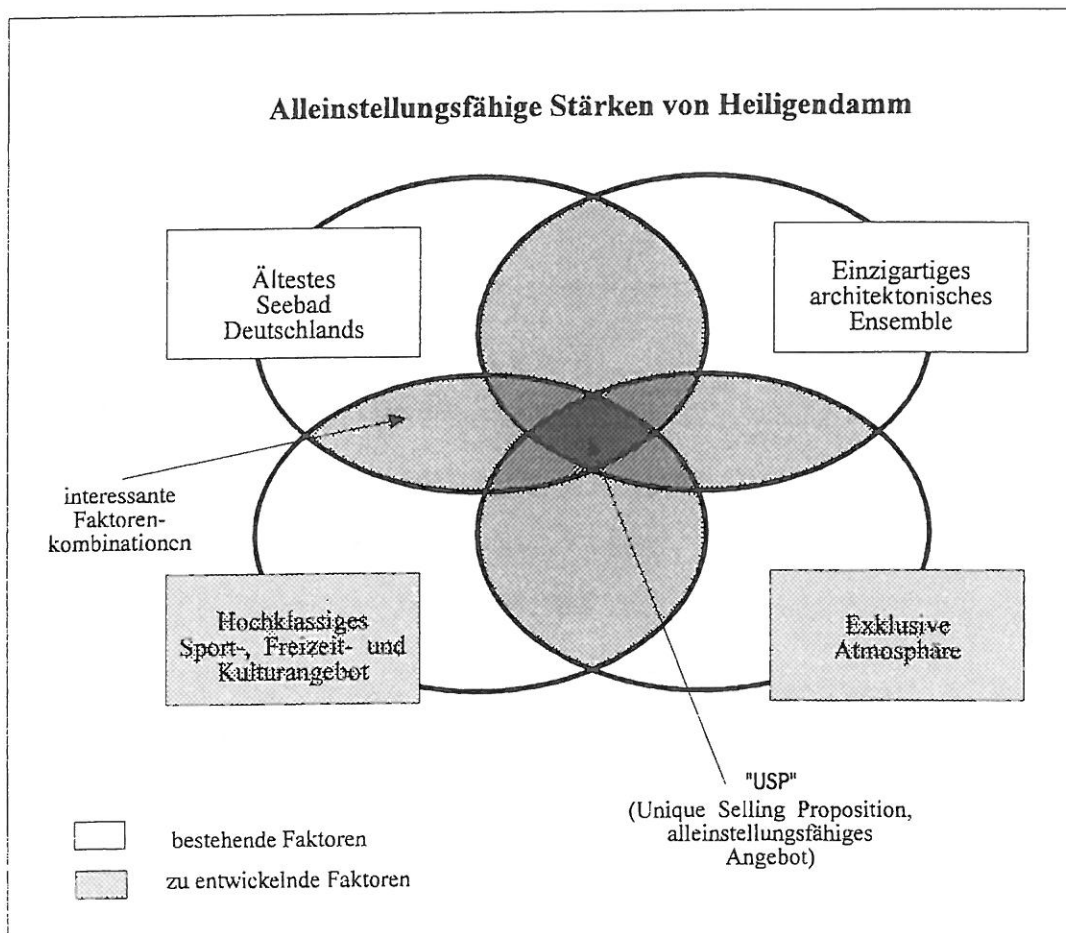 Alleinstellungsfähige Stärken von Heiligendamm
Ältestes
Seebad
Deutschlands
Einzigartiges
architektonisches
Ensemble
interessante
Faktoren-
kombinationen
Hochklassiges
Sport-, Freizeit- und
Kulturangebot
Exklusive
Atmosphäre
"USP"
(Unique Selling Proposition,
alleinstellungsfähiges
Angebot)
bestehende Faktoren
zu entwickelnde Faktoren